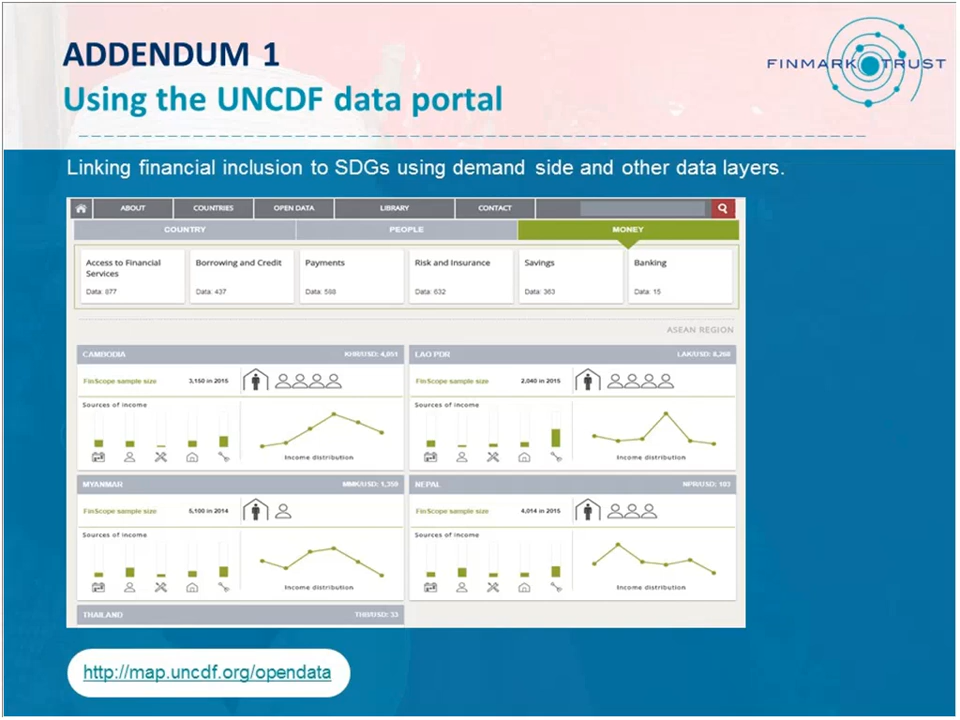 ADDENDUM 1
Using the UNCDF data portal
FINMARK TRUST
Linking financial inclusion to SDGs using demand side and other data layers.
ABOUT COUNTRIES OPEN DATA LIBRARY CONTACT
COUNTRY PEOPLE MONEY
Access to Financial Services
Data: 877
Borrowing and Credit
Data: 437
Payments
Data: 588
Risk and Insurance
Data: 632
Savings
Data: 363
Banking
Data: 15
ASEAN REGION
CAMBODIA KHR/USD: 4,051
FinScope sample size 3,150 in 2015
Sources of income
Income distribution
LAO PDR LAK/USD: 8,268
FinScope sample size 2,040 in 2015
Sources of income
Income distribution
MYANMAR MMK/USD: 1,359
FinScope sample size 5,100 in 2014
Sources of income
Income distribution
NEPAL NPR/USD: 103
FinScope sample size 4,014 in 2015
Sources of income
Income distribution
THAILAND THB/USD: 33
http://map.uncdf.org/opendata